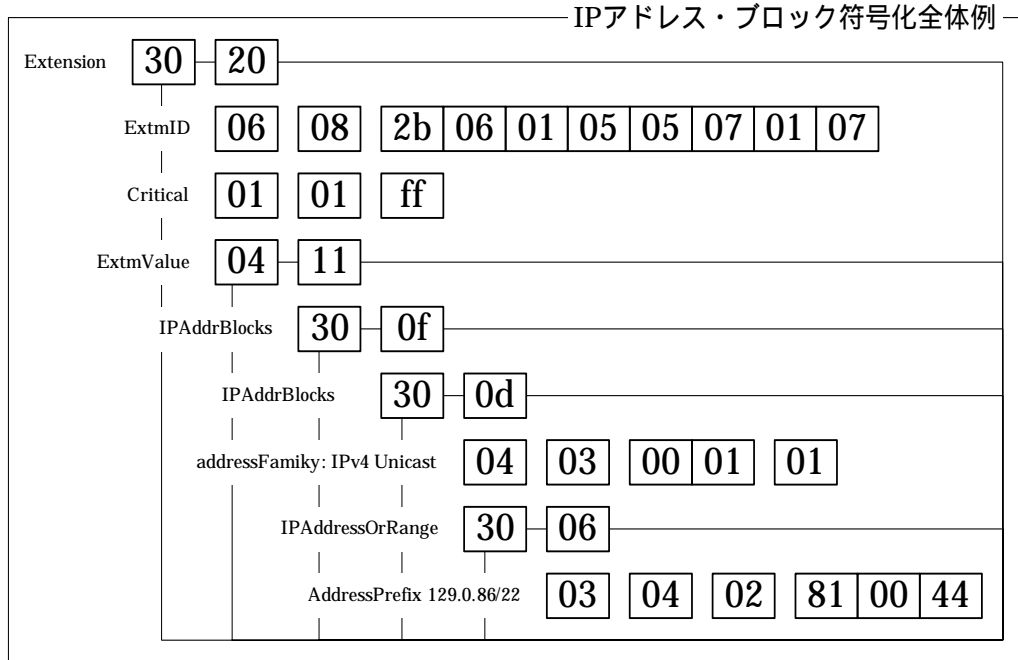 IPアドレス・ブロック符号化全体例
Extension 30 20
ExtmID 06 08 2b 06 01 05 05 07 01 07
Critical 01 01 ff
ExtmValue 04 11
IPAddrBlocks 30 0f
IPAddrBlocks 30 0d
addressFamiky: IPv4 Unicast 04 03 00 01 01
IPAddressOrRange 30 06
AddressPrefix 129.0.86/22 03 04 02 81 00 44